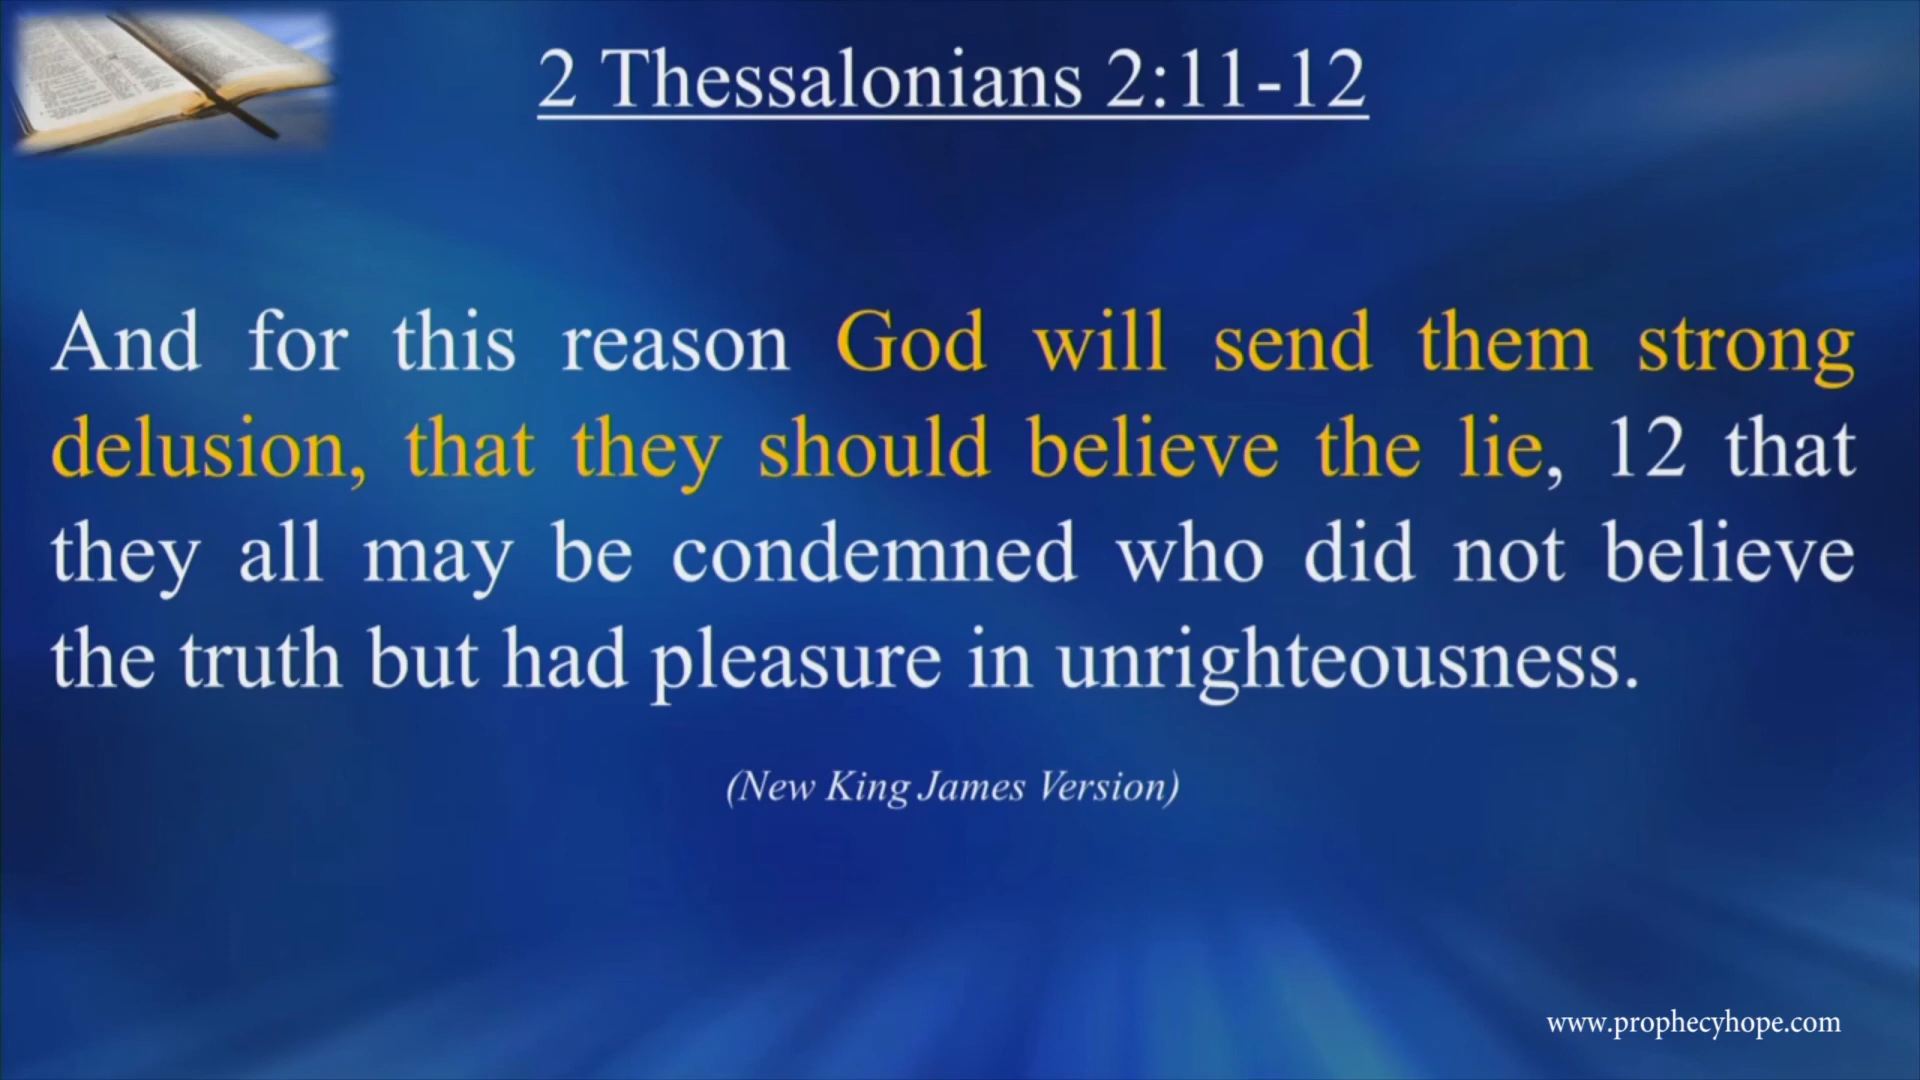 2 Thessalonians 2:11-12
And for this reason God will send them strong
delusion, that they should believe the lie, 12 that
they all may be condemned who did not believe
the truth but had pleasure in unrighteousness.
(New King James Version)
www.prophecyhope.com